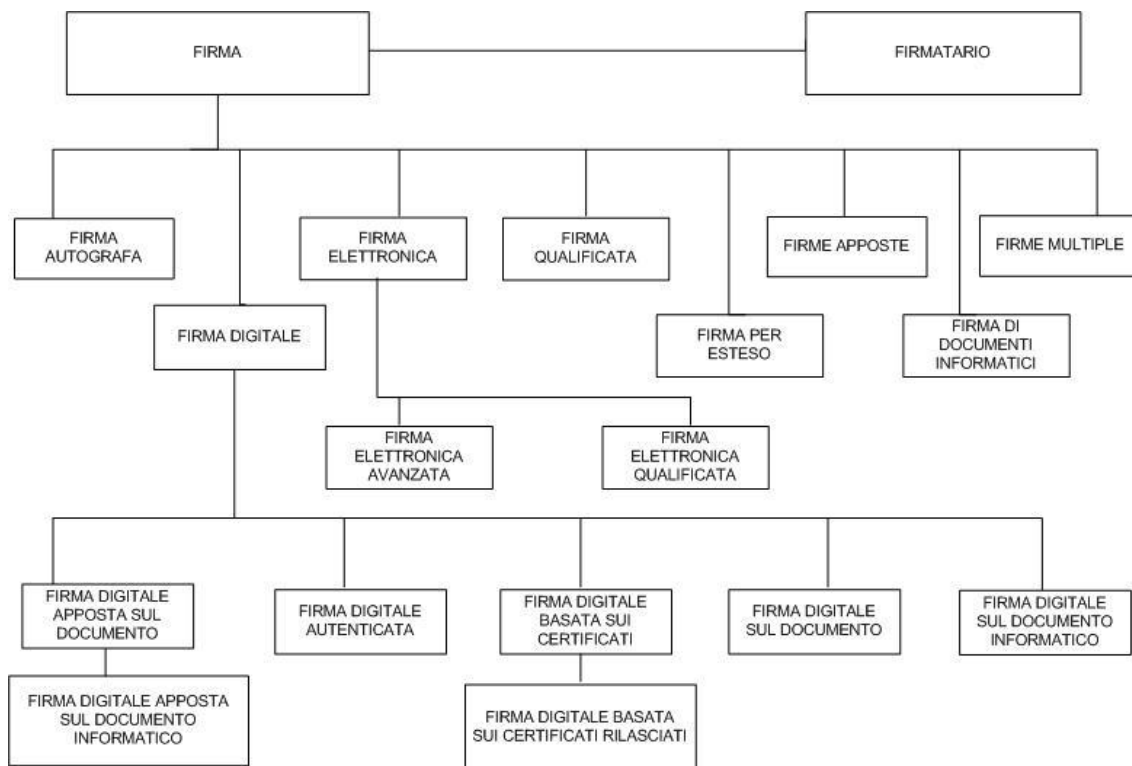 FIRMA
FIRMATARIO
FIRMA
AUTOGRAFA
FIRMA
ELETTRONICA
FIRMA
QUALIFICATA
FIRME APPOSTE
FIRME MULTIPLE
FIRMA DIGITALE
FIRMA PER
ESTESO
FIRMA DI
DOCUMENTI
INFORMATICI
FIRMA
ELETTRONICA
AVANZATA
FIRMA
ELETTRONICA
QUALIFICATA
FIRMA DIGITALE
APPOSTA SUL
DOCUMENTO
FIRMA DIGITALE
AUTENTICATA
FIRMA DIGITALE
BASATA SUI
CERTIFICATI
FIRMA DIGITALE
SUL DOCUMENTO
FIRMA DIGITALE
SUL DOCUMENTO
INFORMATICO
FIRMA DIGITALE APPOSTA
SUL DOCUMENTO
INFORMATICO
FIRMA DIGITALE BASATA
SUI CERTIFICATI RILASCIATI